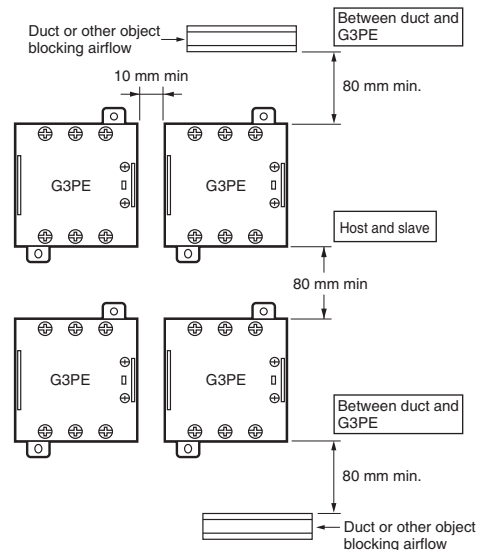 Duct or other object
blocking airflow
Between duct and
G3PE
10 mm min
80 mm min.
G3PE
G3PE
Host and slave
80 mm min
G3PE
G3PE
Between duct and
G3PE
80 mm min.
Duct or other object
blocking airflow